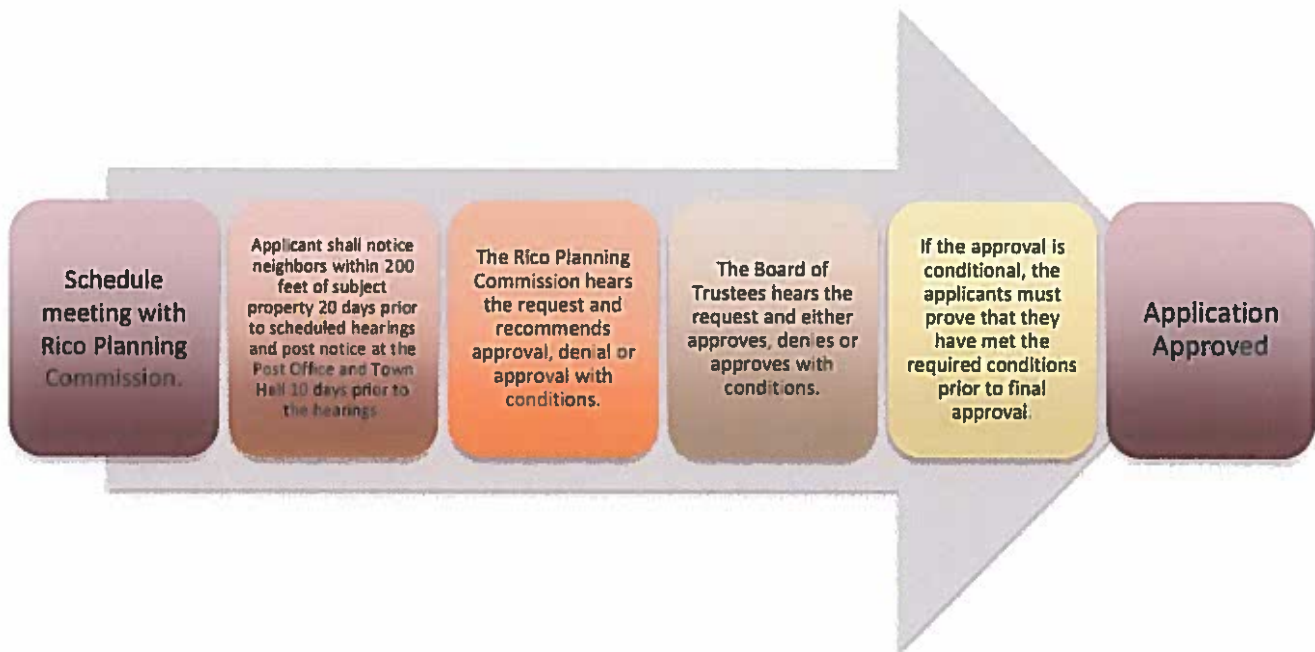 Schedule
meeting with
Rico Planning
Commission.
Applicant shall notice
neighbors within 200
feet of subject
property 20 days prior
to scheduled hearings
and post notice at the
Post Office and Town
Hall 10 days prior to
the hearings
The Rico Planning
Commission hears
the request and
recommends
approval, denial or
approval with
conditions.
The Board of
Trustees hears the
request and either
approves, denies or
approves with
conditions.
If the approval is
conditional, the
applicants must
prove that they
have met the
required conditions
prior to final
approval.
Application
Approved